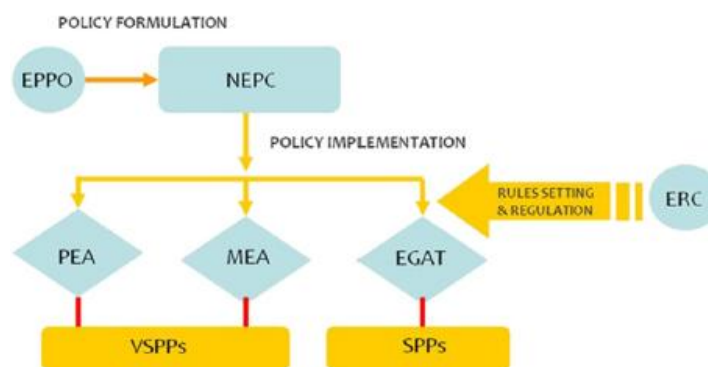 POLICY FORMULATION
EPPO
NEPC
POLICY IMPLEMENTATION
RULES SETTING
& REGULATION
ERC
PEA
MEA
EGAT
VSPPs
SPPs